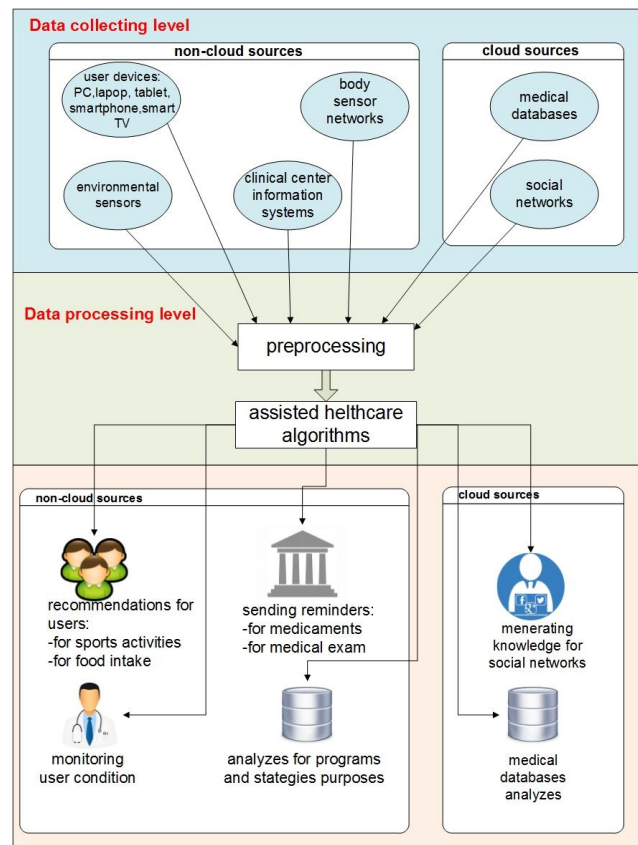 Data collecting level
non-cloud sources
cloud sources
user devices:
PC,lapop, tablet,
smartphone,smart
TV
body
sensor
networks
medical
databases
environmental
sensors
clinical center
information
systems
social
networks
Data processing level
preprocessing
assisted helthcare
algorithms
non-cloud sources
cloud sources
recommendations for
users:
-for sports activities
-for food intake
sending reminders:
-for medicaments
-for medical exam
menerating
knowledge for
social networks
monitoring
user condition
analyzes for programs
and stategies purposes
medical
databases
analyzes